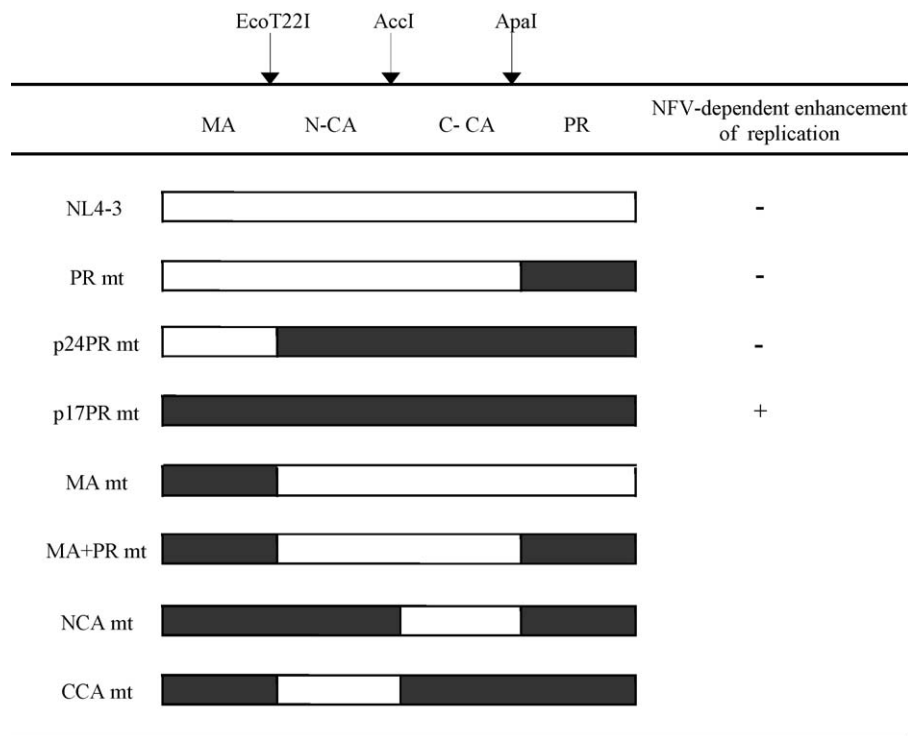 EcoT22I AccI ApaI
MA N-CA C- CA PR NFV-dependent enhancement
of replication
NL4-3 -
PR mt -
p24PR mt -
p17PR mt +
MA mt
MA+PR mt
NCA mt
CCA mt